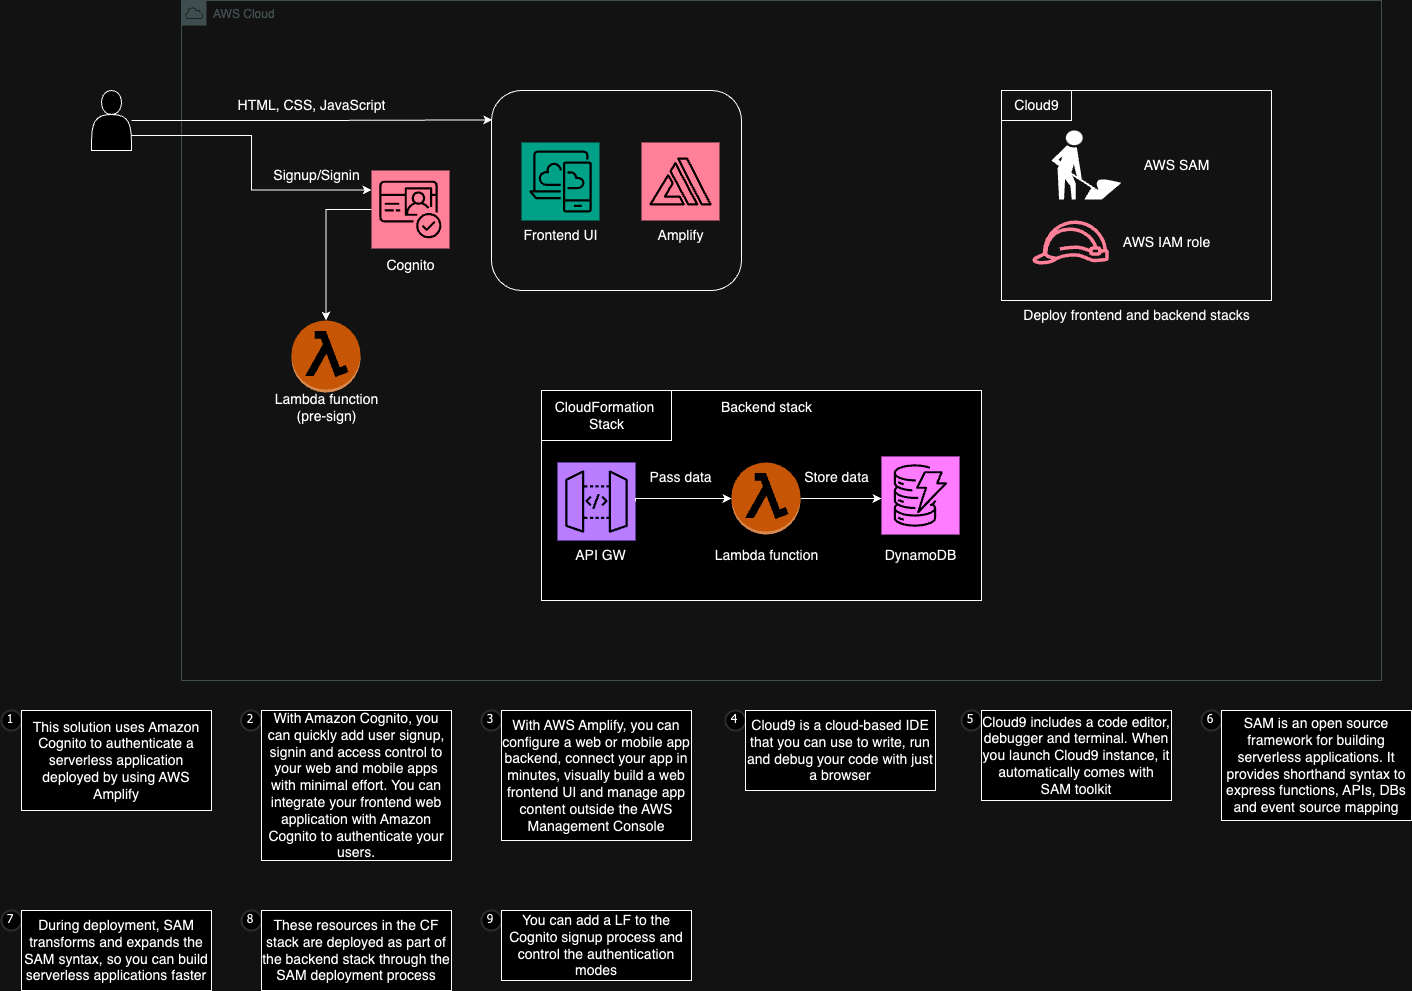 AWS Cloud
HTML, CSS, JavaScript
Signup/Signin
Cognito
Lambda function
(pre-sign)
Frontend UI
Amplify
Cloud9
AWS SAM
AWS IAM role
Deploy frontend and backend stacks
CloudFormation
Stack
Backend stack
Pass data
Store data
API GW
Lambda function
DynamoDB
1
This solution uses Amazon
Cognito to authenticate a
serverless application
deployed by using AWS
Amplify
2
With Amazon Cognito, you
can quickly add user signup,
signin and access control to
your web and mobile apps
with minimal effort. You can
integrate your frontend web
application with Amazon
Cognito to authenticate your
users.
3
With AWS Amplify, you can
configure a web or mobile app
backend, connect your app in
minutes, visually build a web
frontend UI and manage app
content outside the AWS
Management Console
4
Cloud9 is a cloud-based IDE
that you can use to write, run
and debug your code with just
a browser
5
Cloud9 includes a code editor,
debugger and terminal. When
you launch Cloud9 instance, it
automatically comes with
SAM toolkit
6
SAM is an open source
framework for building
serverless applications. It
provides shorthand syntax to
express functions, APIs, DBs
and event source mapping
7
During deployment, SAM
transforms and expands the
SAM syntax, so you can build
serverless applications faster
8
These resources in the CF
stack are deployed as part of
the backend stack through the
SAM deployment process
9
You can add a LF to the
Cognito signup process and
control the authentication
modes